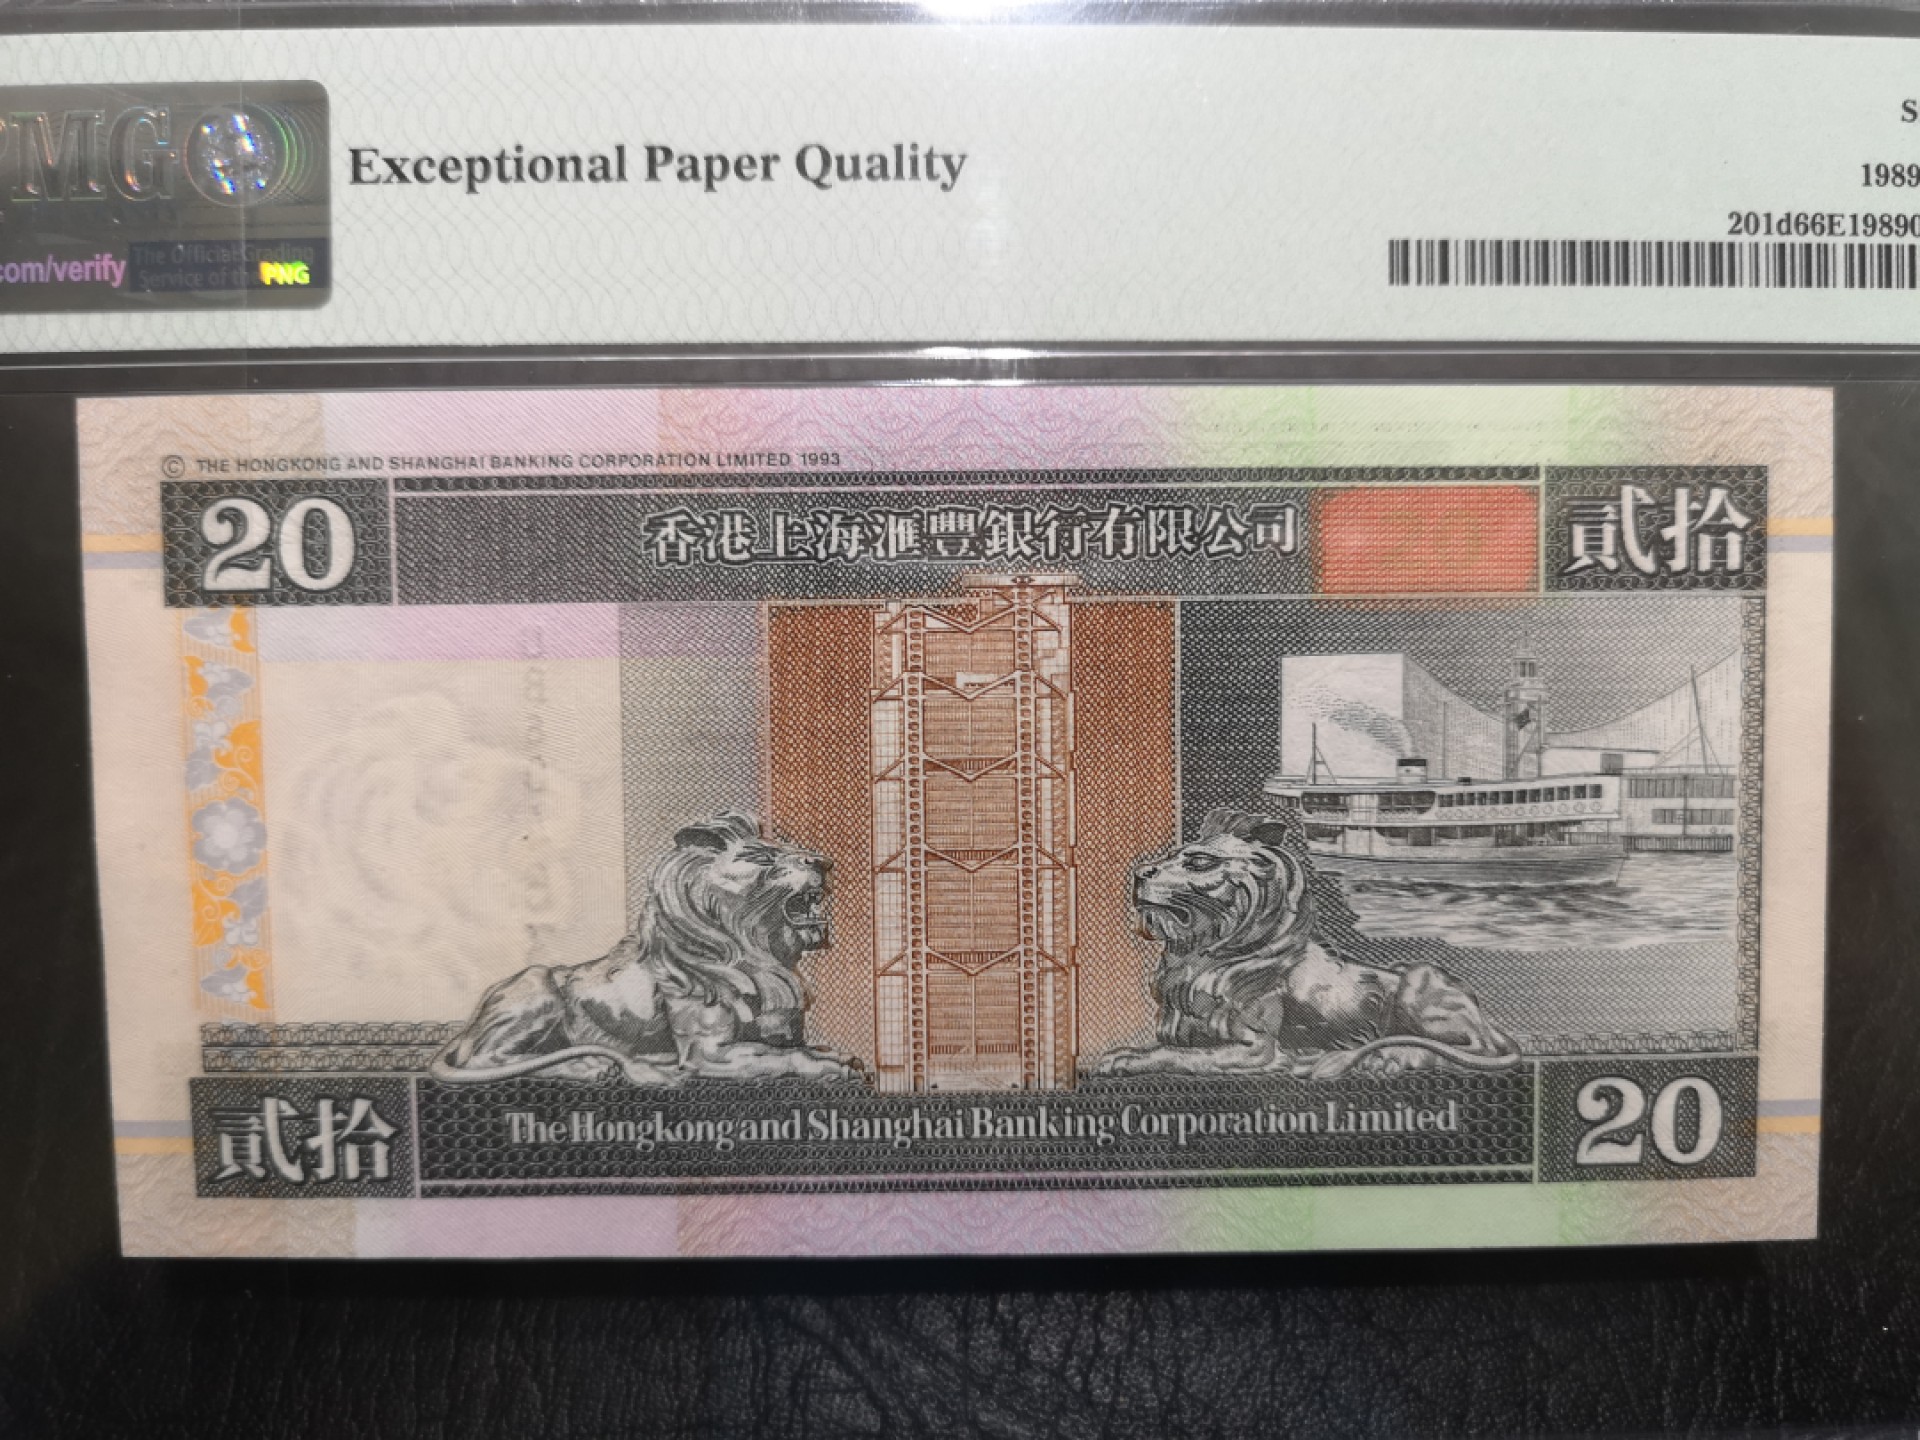 PMG
Exceptional Paper Quality
S
1989
201d66E19890
com/verify
The Official Grading
Service of the PNG
© THE HONGKONG AND SHANGHAI BANKING CORPORATION LIMITED 1993
20
香港上海滙豐銀行有限公司
20
貳拾
貳拾
The Hongkong and Shanghai Banking Corporation Limited
20